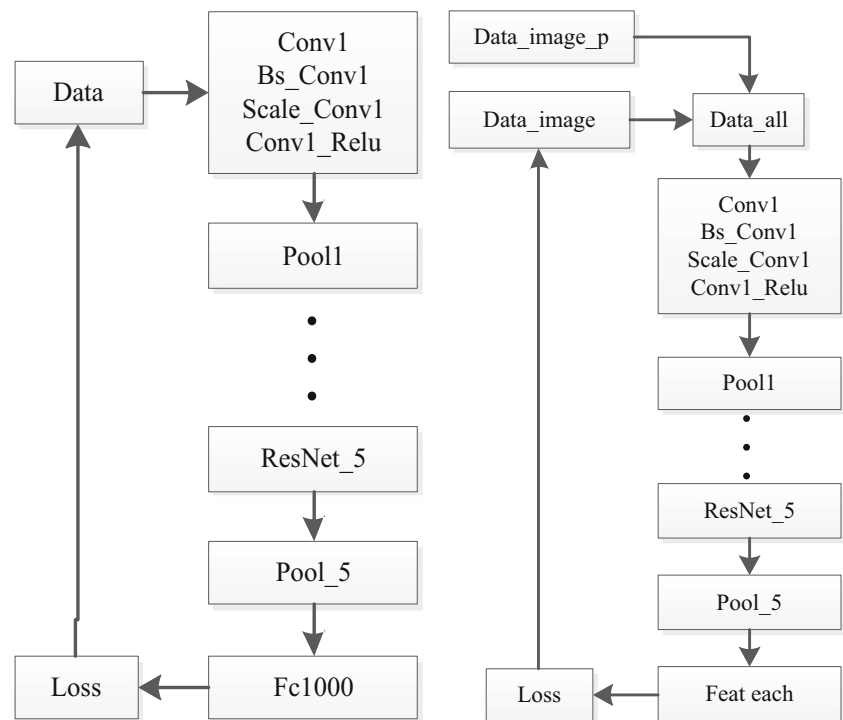 Data
Conv1
Bs_Conv1
Scale_Conv1
Conv1_Relu
Pool1
ResNet_5
Pool_5
Fc1000
Loss
Data_image_p
Data_image
Data_all
Conv1
Bs_Conv1
Scale_Conv1
Conv1_Relu
Pool1
ResNet_5
Pool_5
Feat each
Loss